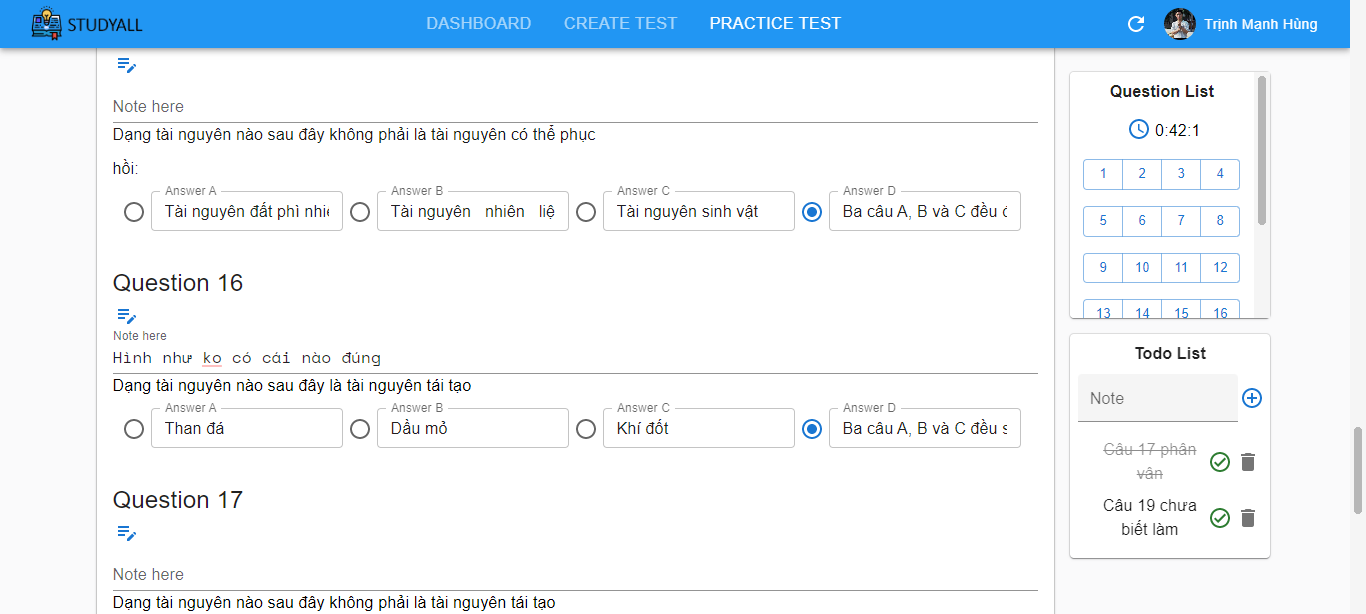 STUDYALL
DASHBOARD
CREATE TEST
PRACTICE TEST
Trịnh Mạnh Hùng
Note here
Dạng tài nguyên nào sau đây không phải là tài nguyên có thể phục
hồi:
Answer A
Tài nguyên đất phì nhiê
Answer B
Tài nguyên nhiên liệ
Answer C
Tài nguyên sinh vật
Answer D
Ba câu A, B và C đều
Question 16
Note here
Hình như ko có cái nào đúng
Dạng tài nguyên nào sau đây là tài nguyên tái tạo
Answer A
Than đá
Answer B
Dầu mỏ
Answer C
Khí đốt
Answer D
Ba câu A, B và C đều s
Question 17
Note here
Dạng tài nguyên nào sau đây không phải là tài nguyên tái tạo
Question List
0:42:1
1 2 3 4
5 6 7 8
9 10 11 12
13 14 15 16
Todo List
Note
Câu 17 phân
vân
Câu 19 chưa
biết làm